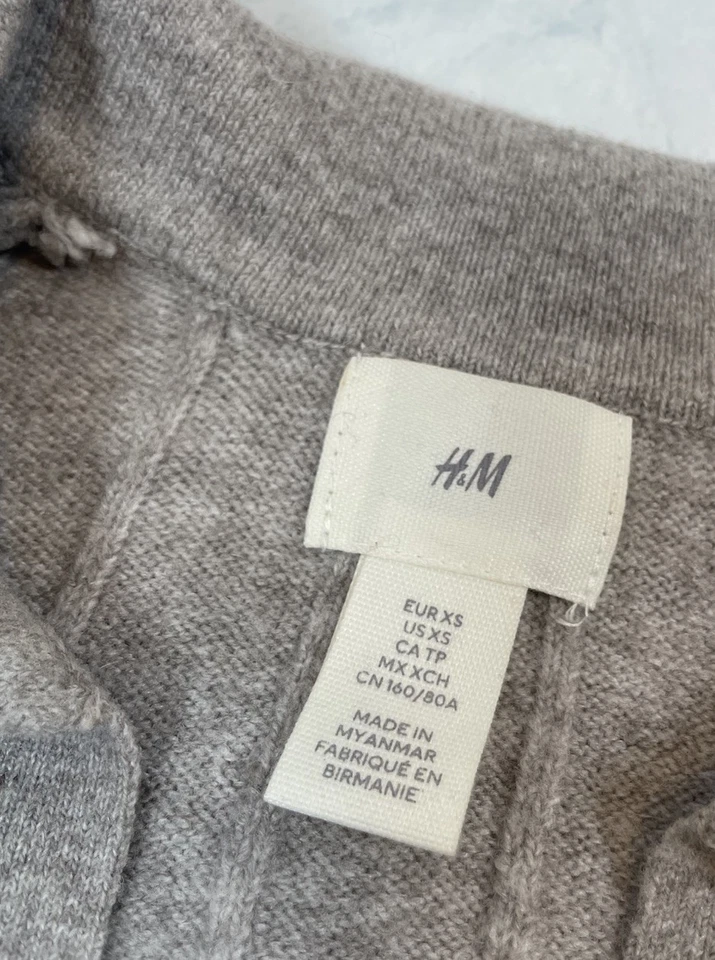 H&M
EUR XS
US XS
CA TP
MX XCH
CN 160/80A
MADE IN
MYANMAR
FABRIQUÉ EN
BIRMANIE